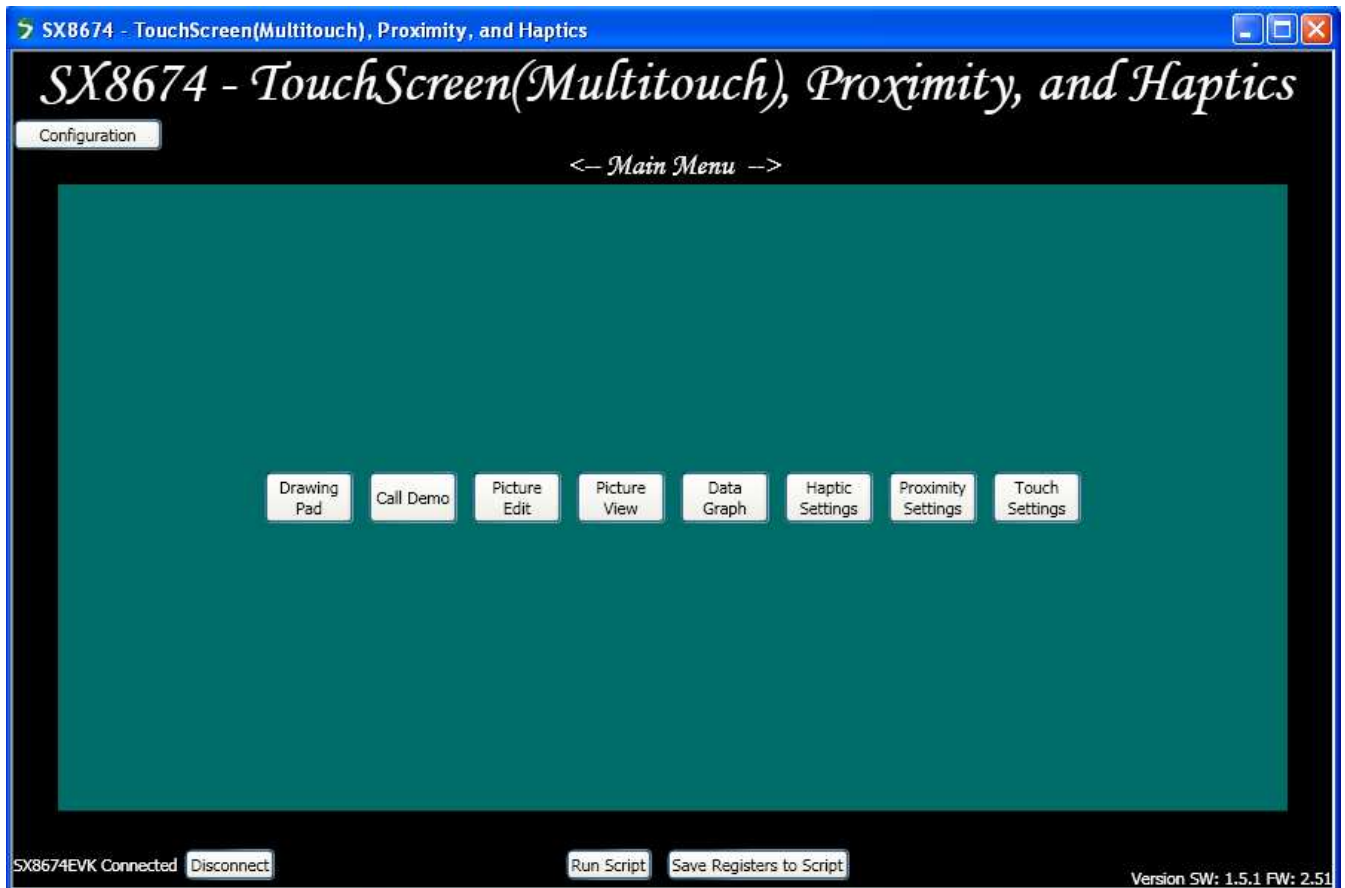 SX8674 - TouchScreen(Multitouch), Proximity, and Haptics
SX8674 - TouchScreen(Multitouch), Proximity, and Haptics
Configuration
<-- Main Menu -->
Drawing Pad
Call Demo
Picture Edit
Picture View
Data Graph
Haptic Settings
Proximity Settings
Touch Settings
SX8674EVK Connected Disconnect Run Script Save Registers to Script
Version SW: 1.5.1 FW: 2.51